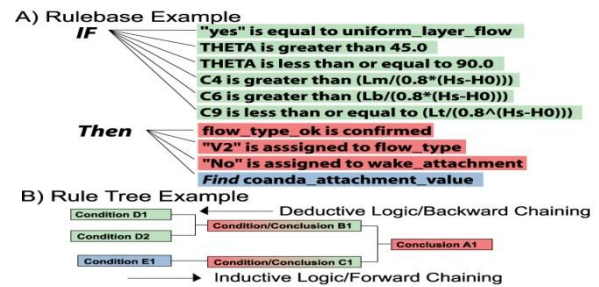 A) Rulebase Example
IF
"yes" is equal to uniform_layer_flow
THETA is greater than 45.0
THETA is less than or equal to 90.0
C4 is greater than (Lm/(0.8*(Hs-H0)))
C6 is greater than (Lb/(0.8*(Hs-H0)))
C9 is less than or equal to (Lt/(0.8^(Hs-H0)))
Then
flow_type_ok is confirmed
"V2" is asssigned to flow_type
"No" is assigned to wake_attachment
Find coanda_attachment_value
B) Rule Tree Example
Condition D1
Deductive Logic/Backward Chaining
Condition/Conclusion B1
Condition D2
Conclusion A1
Condition E1
Condition/Conclusion C1
Inductive Logic/Forward Chaining